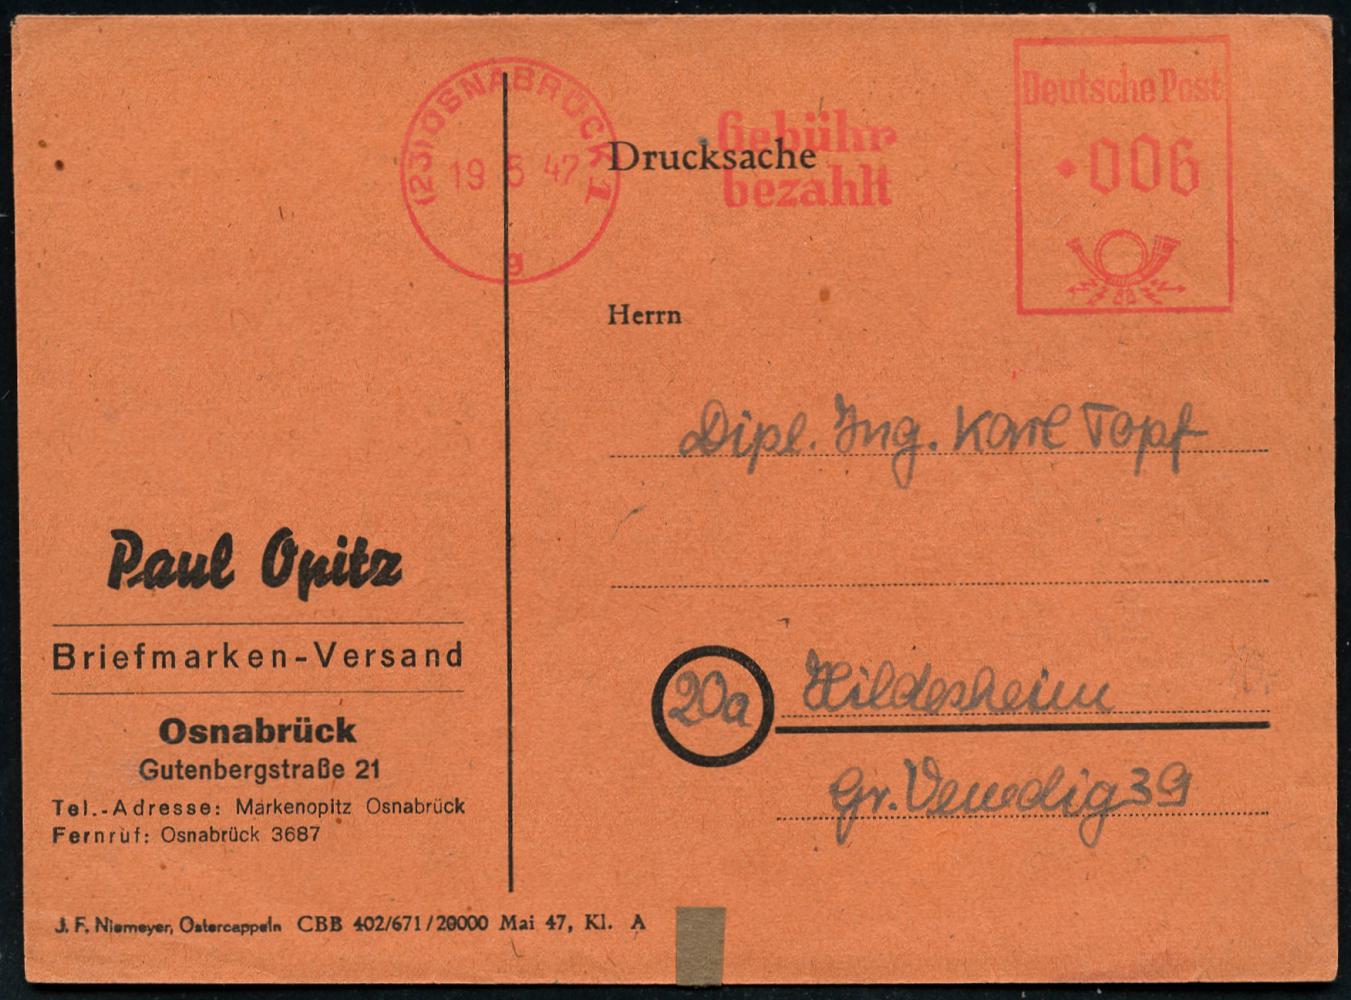 (23) OSNABRÜCK 1
19.5.47
g
Gebühr
bezahlt
Deutsche Post
006
Drucksache
Herrn
Dipl. Ing. Karl Topf
Paul Opitz
Briefmarken-Versand
Osnabrück
Gutenbergstraße 21
Tel.-Adresse: Markenopitz Osnabrück
Fernruf: Osnabrück 3687
20a Hildesheim
Gr. Venedig 39
J. F. Niemeyer, Ostercappeln CBB 402/671/20000 Mai 47, Kl. A